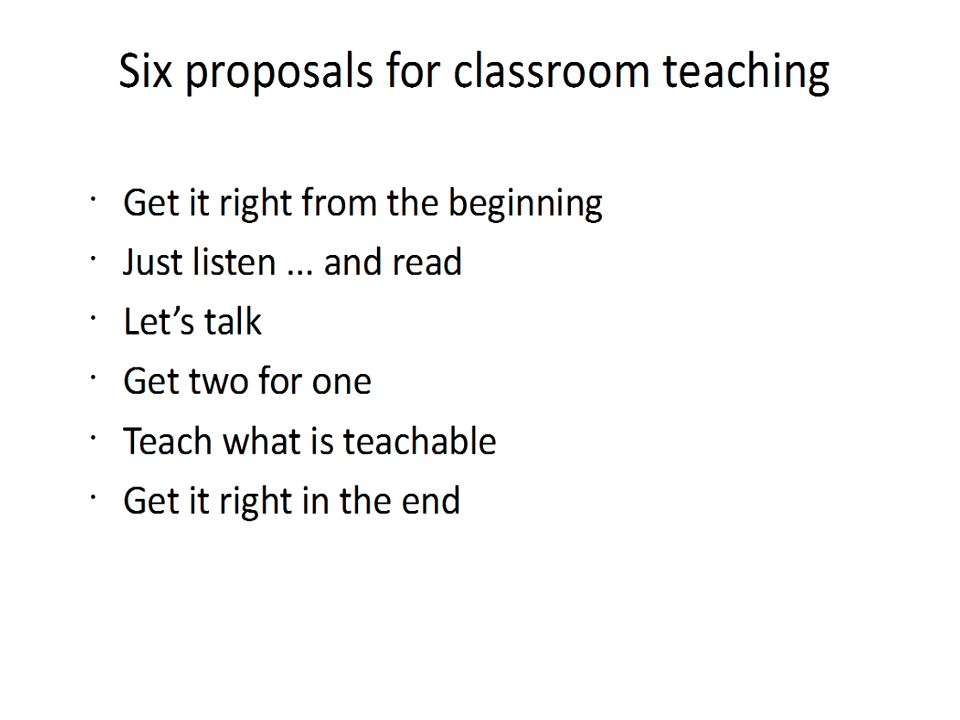 Six proposals for classroom teaching
· Get it right from the beginning
· Just listen ... and read
· Let’s talk
· Get two for one
· Teach what is teachable
· Get it right in the end